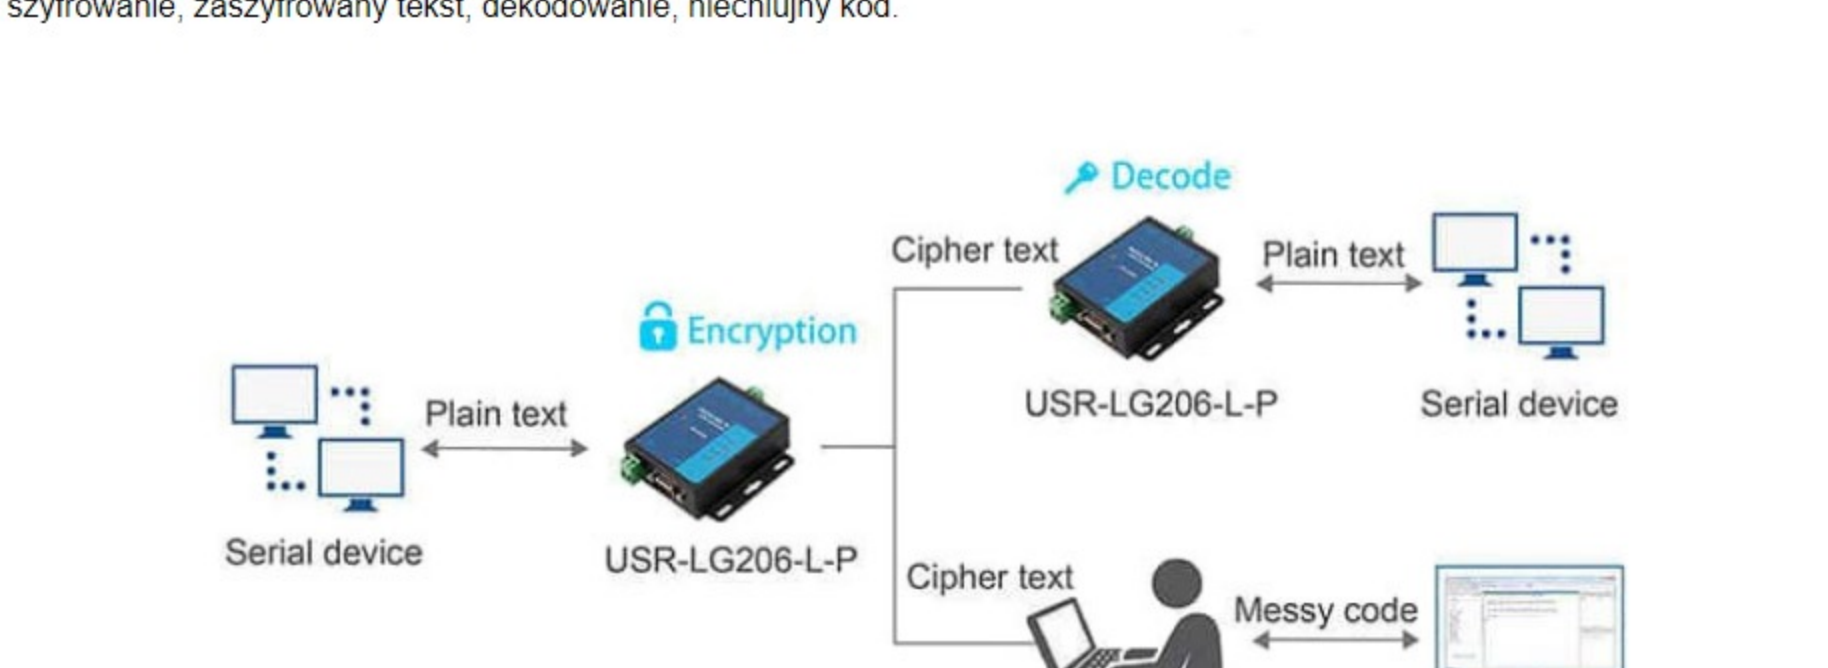 szyfrowanie, zaszyfrowany tekst, dekodowanie, niechlujny kod.
Decode
Cipher text
Plain text
Encryption
USR-LG206-L-P
Serial device
Plain text
Serial device
USR-LG206-L-P
Cipher text
Messy code